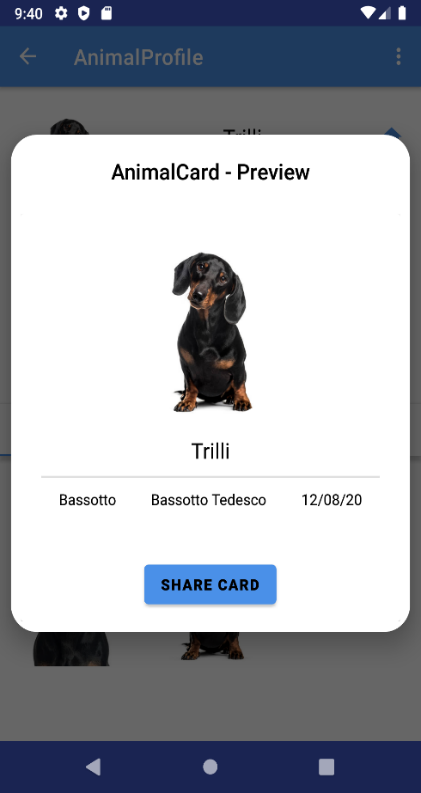 9:40
AnimalProfile
Trilli
AnimalCard - Preview
Trilli
Bassotto Bassotto Tedesco 12/08/20
SHARE CARD